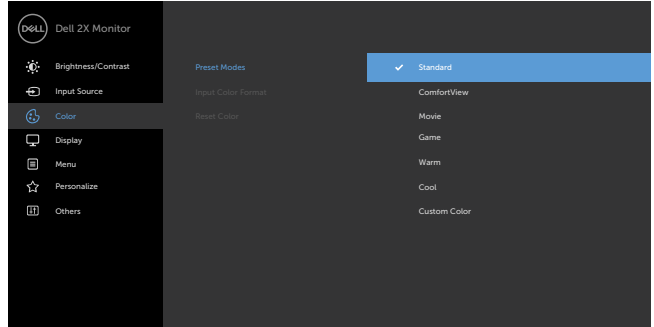 DELL Dell 2X Monitor
Brightness/Contrast
Input Source
Color
Display
Menu
Personalize
Others
Preset Modes
Input Color Format
Reset Color
Standard
ComfortView
Movie
Game
Warm
Cool
Custom Color